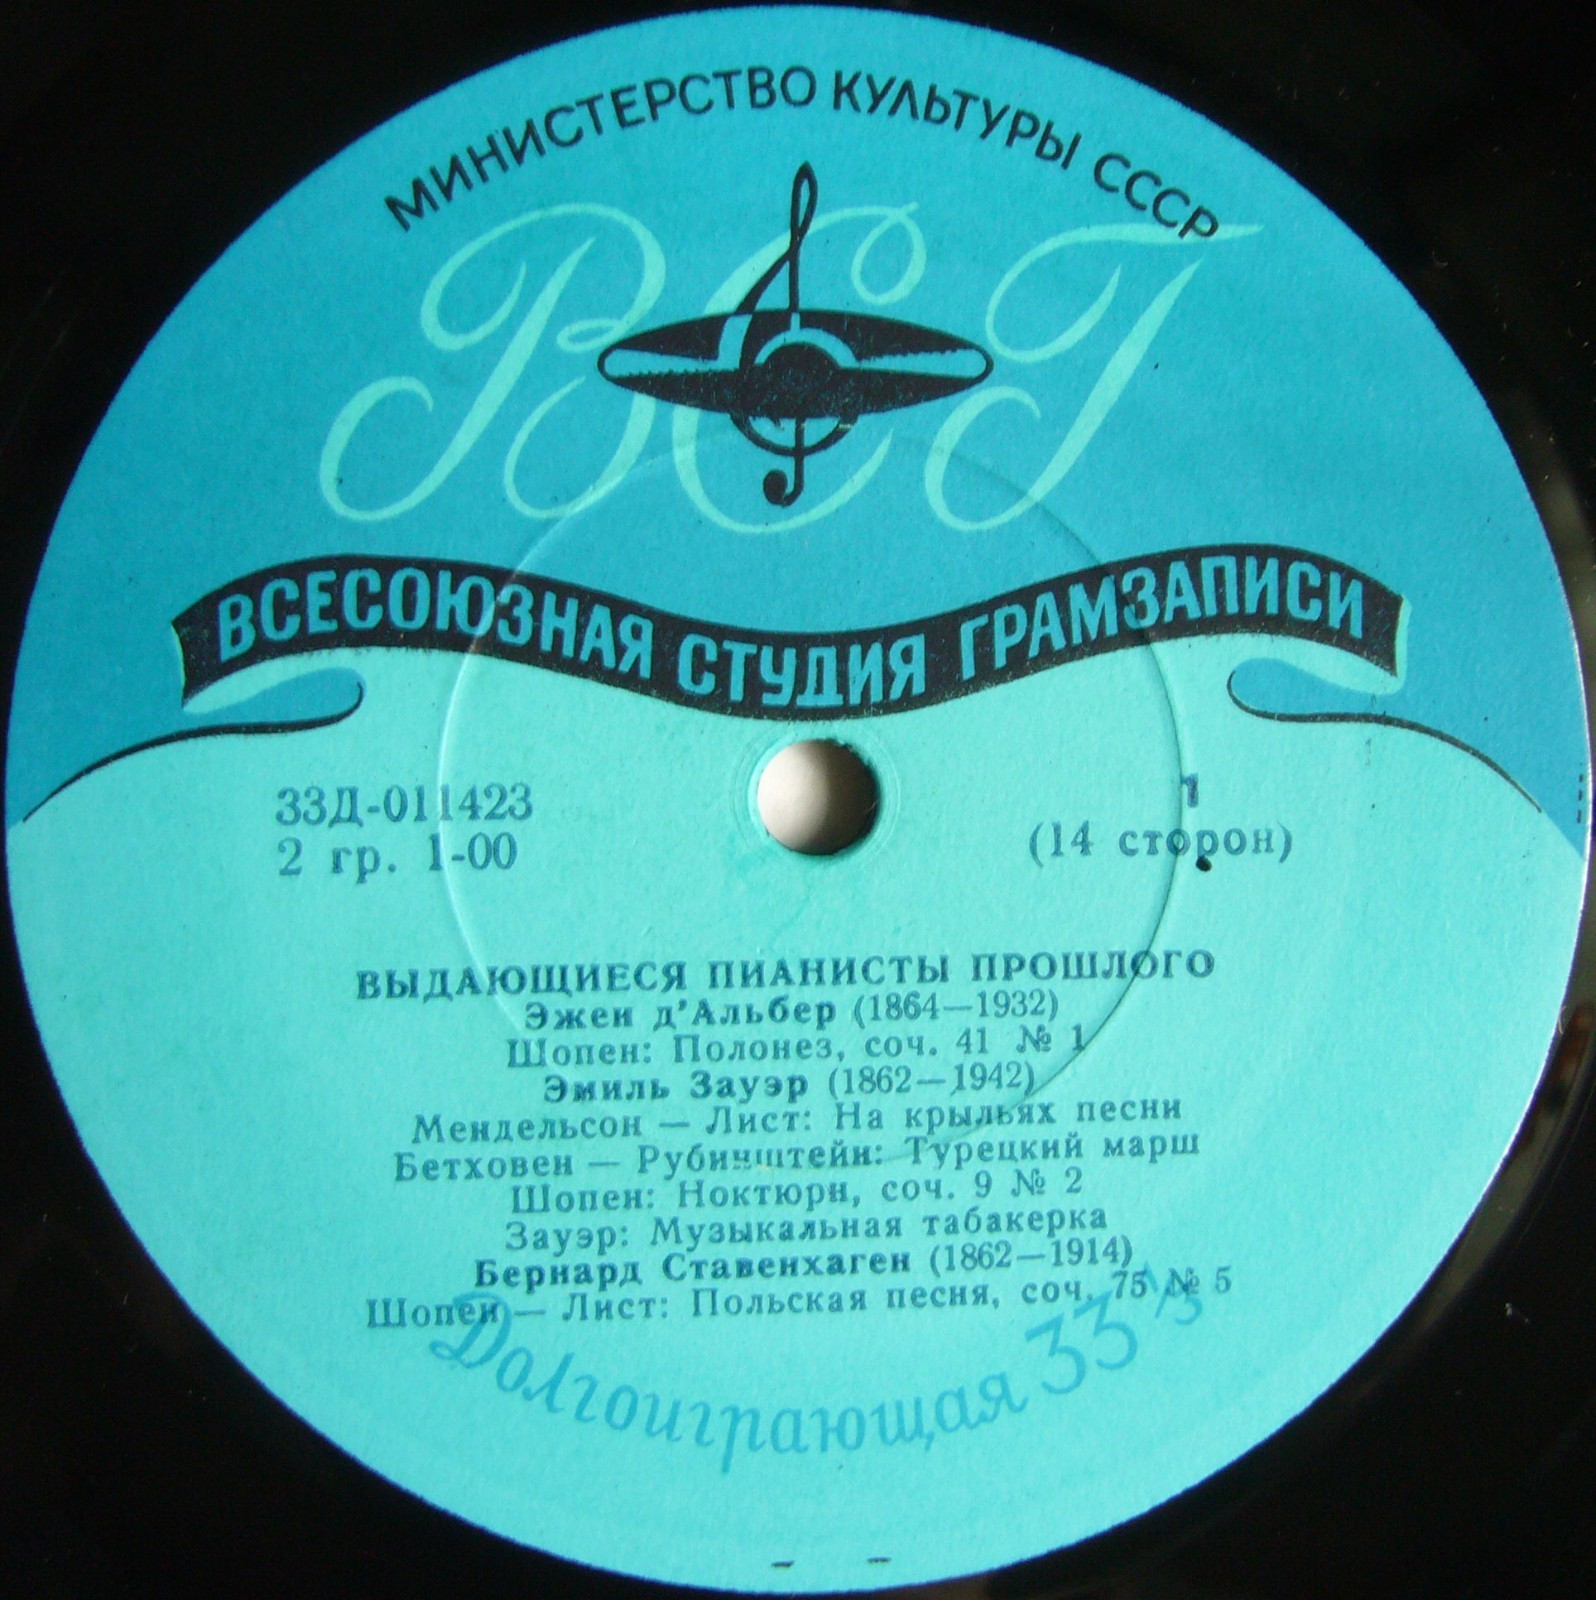 МИНИСТЕРСТВО КУЛЬТУРЫ СССР
ВСГ
ВСЕСОЮЗНАЯ СТУДИЯ ГРАМЗАПИСИ
33Д-011423
2 гр. 1-00
1
(14 сторон)
ВЫДАЮЩИЕСЯ ПИАНИСТЫ ПРОШЛОГО
Эжен д'Альбер (1864—1932)
Шопен: Полонез, соч. 41 № 1
Эмиль Зауэр (1862—1942)
Мендельсон — Лист: На крыльях песни
Бетховен — Рубинштейн: Турецкий марш
Шопен: Ноктюрн, соч. 9 № 2
Зауэр: Музыкальная табакерка
Бернард Ставенхаген (1862—1914)
Шопен — Лист: Польская песня, соч. 75 № 5
Долгоиграющая 33 1/3